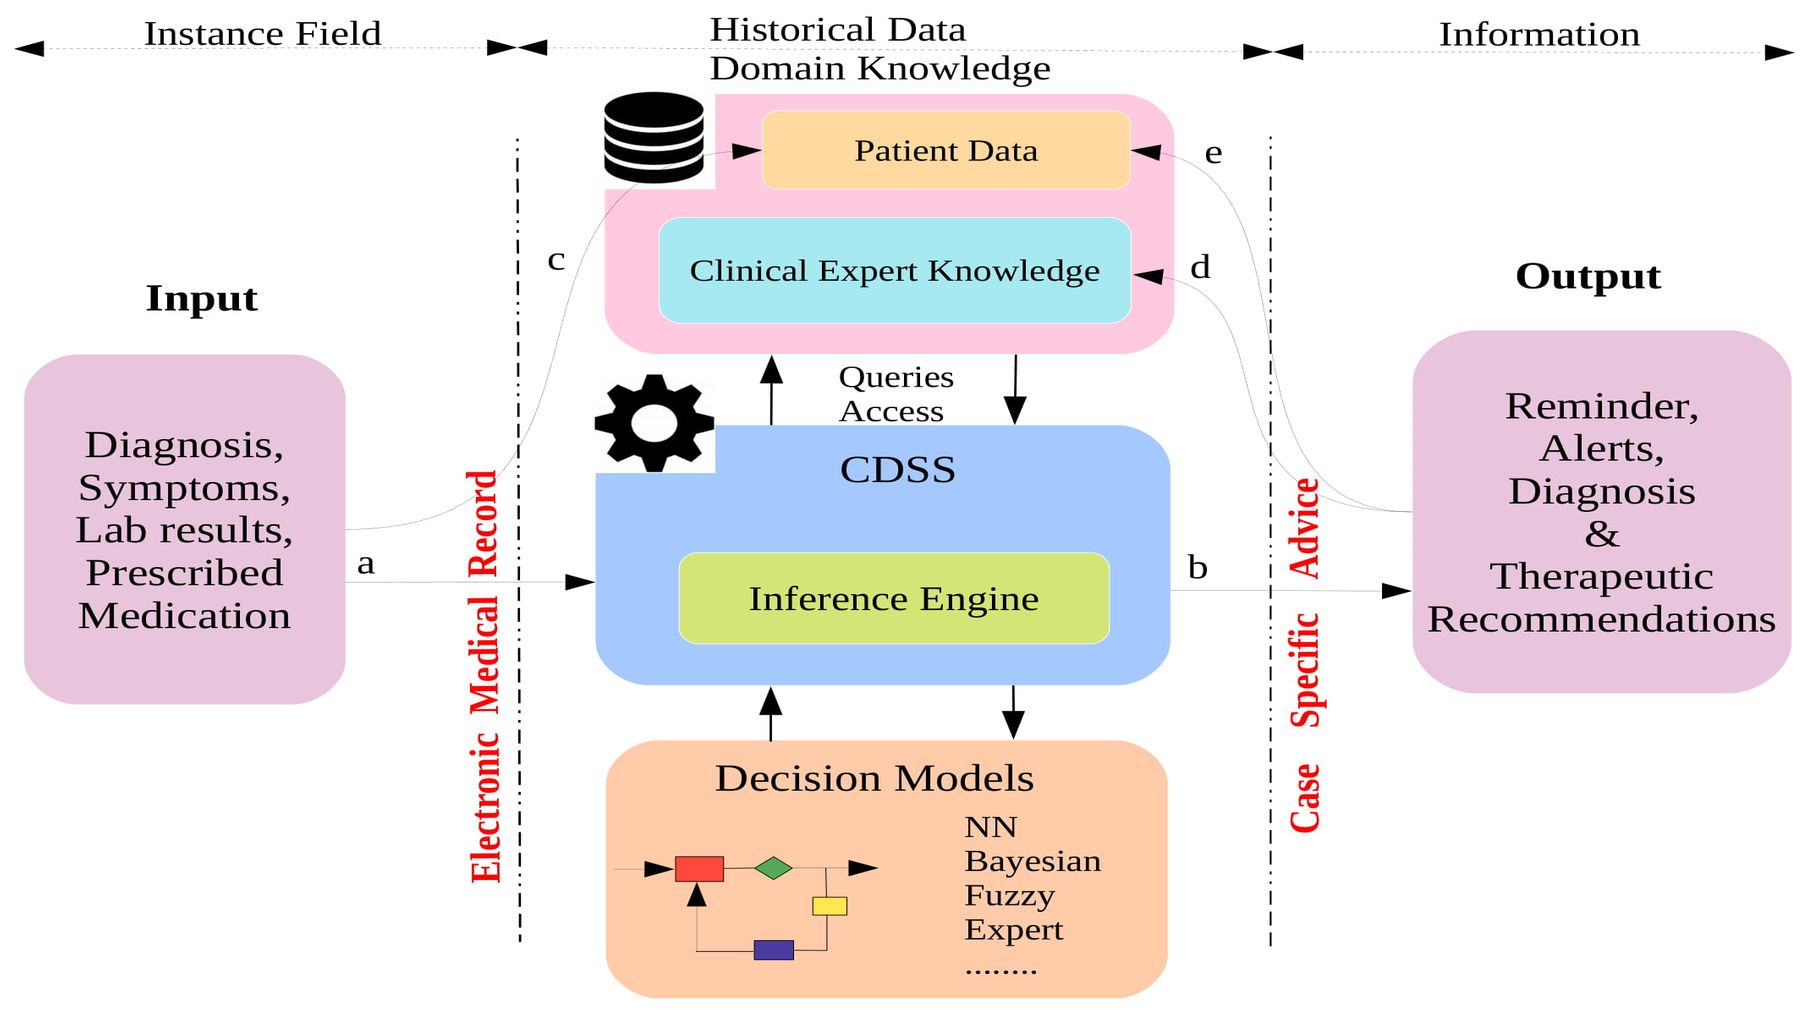 Instance Field
Historical Data
Domain Knowledge
Information
Patient Data
e
c
Clinical Expert Knowledge
d
Input
Output
Diagnosis,
Symptoms,
Lab results,
Prescribed
Medication
Queries
Access
Reminder,
Alerts,
Diagnosis
&
Therapeutic
Recommendations
CDSS
a
b
Inference Engine
Electronic Medical Record
Case Specific Advice
Decision Models
NN
Bayesian
Fuzzy
Expert
........